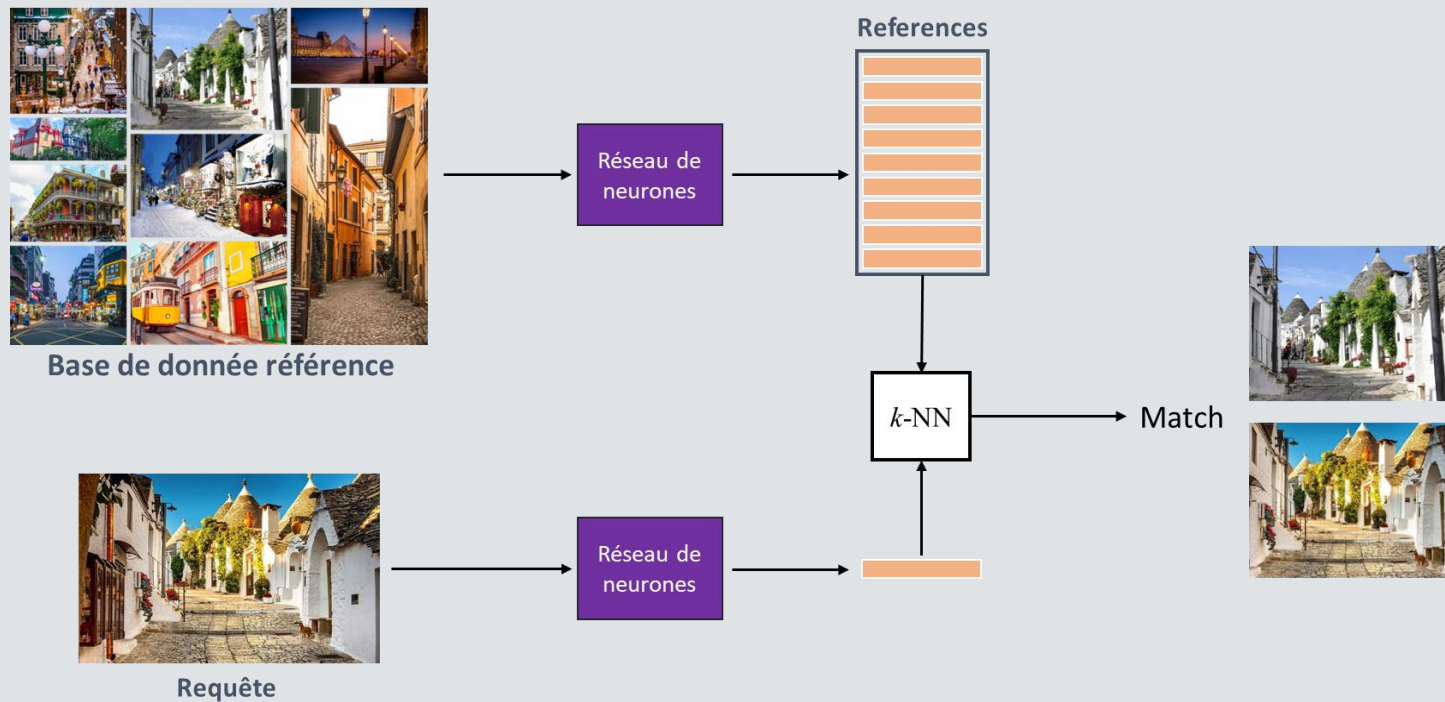 References
Réseau de
neurones
Base de donnée référence
k-NN
Match
Réseau de
neurones
Requête